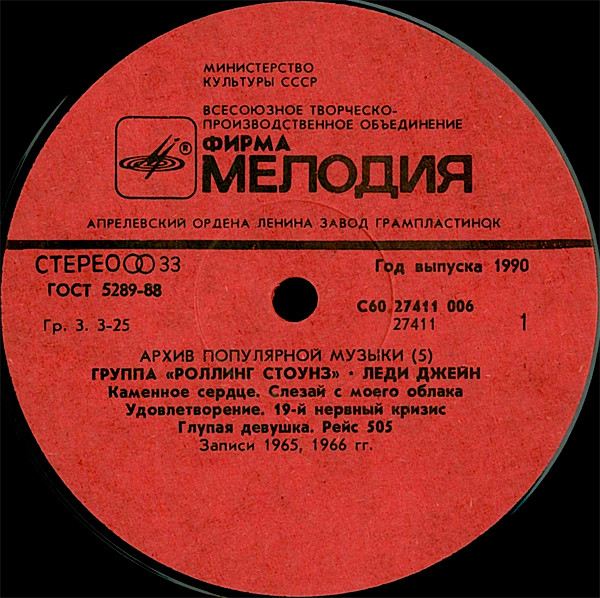 МИНИСТЕРСТВО
КУЛЬТУРЫ СССР
ВСЕСОЮЗНОЕ ТВОРЧЕСКО-
ПРОИЗВОДСТВЕННОЕ ОБЪЕДИНЕНИЕ
ФИРМА
®
МЕЛОДИЯ
АПРЕЛЕВСКИЙ ОРДЕНА ЛЕНИНА ЗАВОД ГРАМПЛАСТИНОК
СТЕРЕО 33
Год выпуска 1990
ГОСТ 5289-88
С60 27411 006
Гр. 3. 3-25
27411
1
АРХИВ ПОПУЛЯРНОЙ МУЗЫКИ (5)
ГРУППА «РОЛЛИНГ СТОУНЗ» · ЛЕДИ ДЖЕЙН
Каменное сердце. Слезай с моего облака
Удовлетворение. 19-й нервный кризис
Глупая девушка. Рейс 505
Записи 1965, 1966 гг.